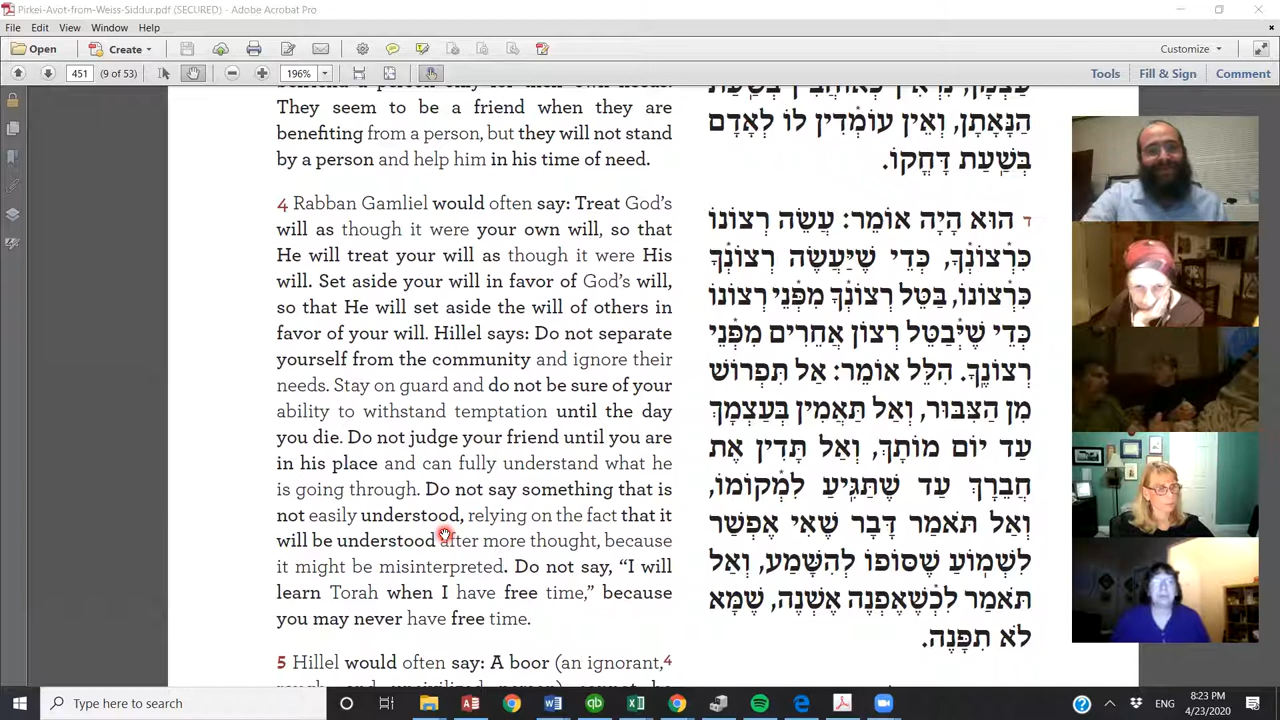 Pirkei-Avot-from-Weiss-Siddur.pdf (SECURED) - Adobe Acrobat Pro
File Edit View Window Help
Open Create Customize
451 (9 of 53) 196% Tools Fill & Sign Comment
They seem to be a friend when they are
benefiting from a person, but they will not stand
by a person and help him in his time of need.
4 Rabban Gamliel would often say: Treat God's
will as though it were your own will, so that
He will treat your will as though it were His
will. Set aside your will in favor of God's will,
so that He will set aside the will of others in
favor of your will. Hillel says: Do not separate
yourself from the community and ignore their
needs. Stay on guard and do not be sure of your
ability to withstand temptation until the day
you die. Do not judge your friend until you are
in his place and can fully understand what he
is going through. Do not say something that is
not easily understood, relying on the fact that it
will be understood after more thought, because
it might be misinterpreted. Do not say, "I will
learn Torah when I have free time," because
you may never have free time.
5 Hillel would often say: A boor (an ignorant,
הַנָּאָתָן, וְאֵין עוֹמְדִין לוֹ לְאָדָם
בְּשְׁעַת דָּחֳקוֹ.
ד הוּא הָיָה אוֹמֵר: עֲשֵׂה רְצוֹנוֹ
כִּרְצוֹנְךָ, כְּדֵי שֶׁיַּעֲשֶׂה רְצוֹנְךָ
כִּרְצוֹנוֹ, בַּטֵּל רְצוֹנְךָ מִפְּנֵי רְצוֹנוֹ
כְּדֵי שֶׁיְּבַטֵּל רְצוֹן אֲחֵרִים מִפְּנֵי
רְצוֹנֶךָ. הִלֵּל אוֹמֵר: אַל תִּפְרוֹשׁ
מִן הַצִּבּוּר, וְאַל תַּאֲמִין בְּעַצְמְךָ
עַד יוֹם מוֹתְךָ, וְאַל תָּדִין אֶת
חֲבֵרְךָ עַד שֶׁתַּגִּיעַ לִמְקוֹמוֹ,
וְאַל תֹּאמַר דָּבָר שֶׁאִי אֶפְשַׁר
לִשְׁמְוֹעַ שֶׁסּוֹפוֹ לְהִשָּׁמַע, וְאַל
תֹּאמַר לִכְשֶׁאֶפְנֶה אֶשְׁנֶה, שֶׁמָּא
לֹא תִפָּנֶה.
4
Type here to search
8:23 PM
4/23/2020
ENG